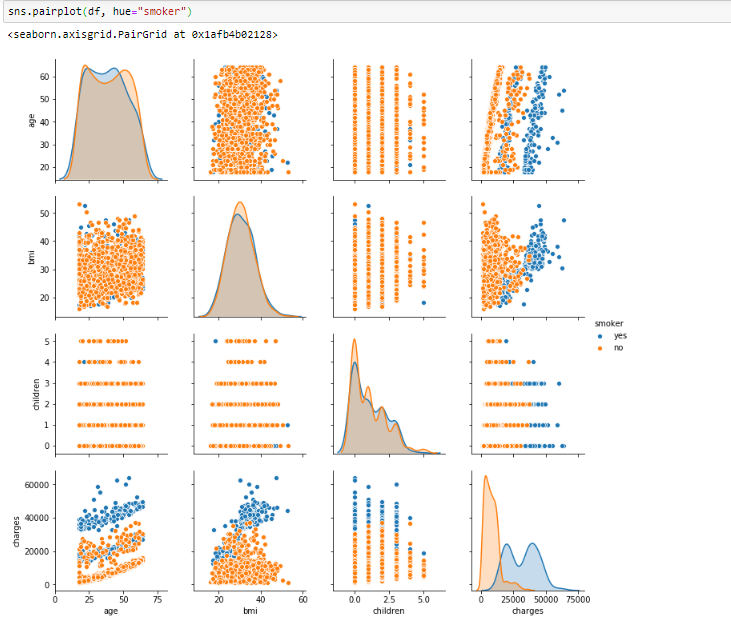 sns.pairplot(df, hue="smoker")
<seaborn.axisgrid.PairGrid at 0x1afb4b02128>
60
50
40
30
20
age
50
40
30
20
bmi
smoker
yes
no
5
4
3
2
1
0
children
60000
40000
20000
0
charges
0 25 50 75
age
20 40 60
bmi
0.0 2.5 5.0
children
0 25000 50000 75000
charges